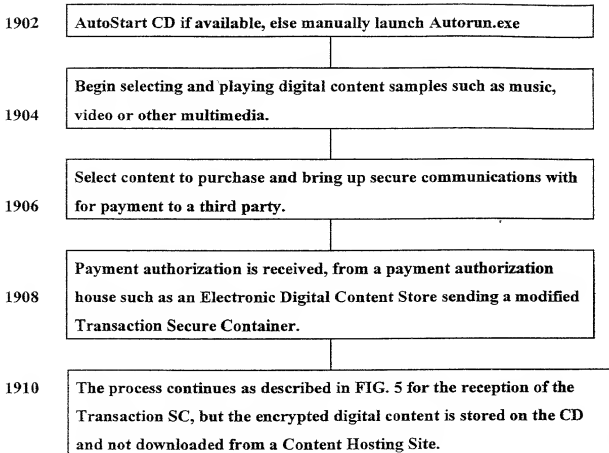 1902 AutoStart CD if available, else manually launch Autorun.exe
Begin selecting and playing digital content samples such as music,
1904 video or other multimedia.
Select content to purchase and bring up secure communications with
1906 for payment to a third party.
Payment authorization is received, from a payment authorization
1908 house such as an Electronic Digital Content Store sending a modified
Transaction Secure Container.
1910 The process continues as described in FIG. 5 for the reception of the
Transaction SC, but the encrypted digital content is stored on the CD
and not downloaded from a Content Hosting Site.